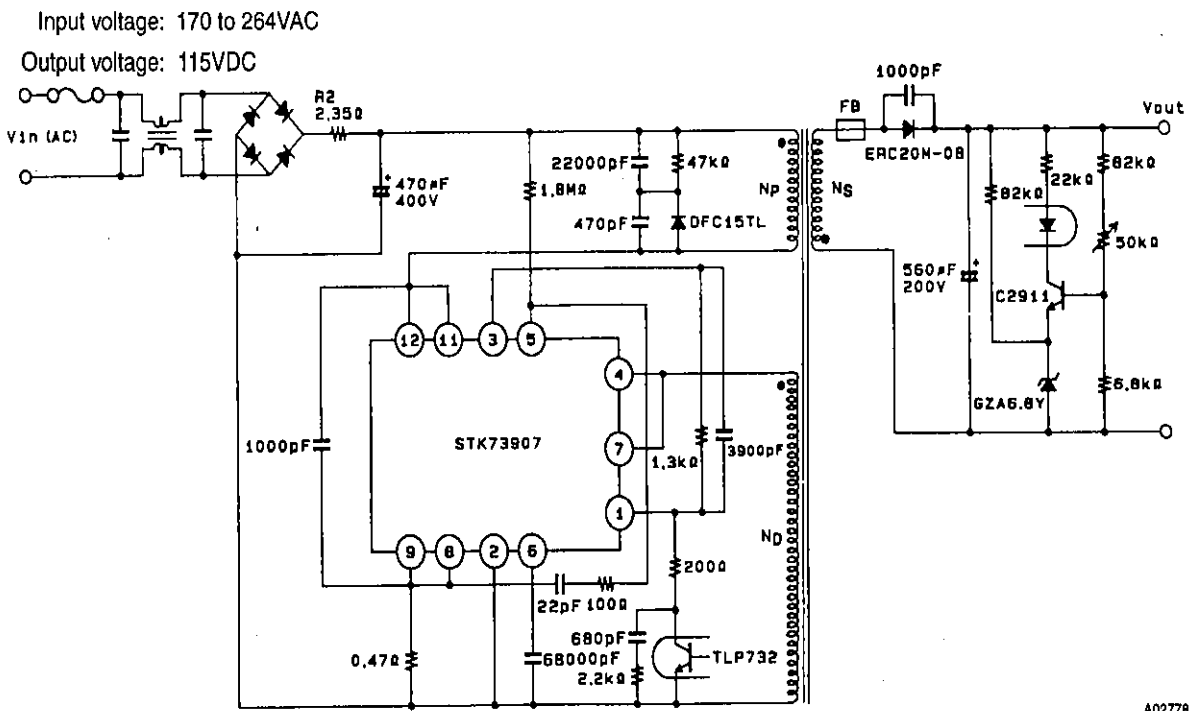 Input voltage: 170 to 264VAC
Output voltage: 115VDC
Vin (AC)
R2
2.35Ω
470μF
400V
22000pF
47kΩ
1.8MΩ
470pF
DFC15TL
NP
NS
FB
1000pF
ERC20M-08
Vout
82kΩ
22kΩ
82kΩ
50kΩ
560μF
200V
C2911
GZA6.8Y
6.8kΩ
12
11
3
5
4
7
1
1000pF
STK73907
1.3kΩ
3900pF
ND
9
8
2
6
200Ω
22pF
100Ω
0.47Ω
68000pF
680pF
2.2kΩ
TLP732
A02778